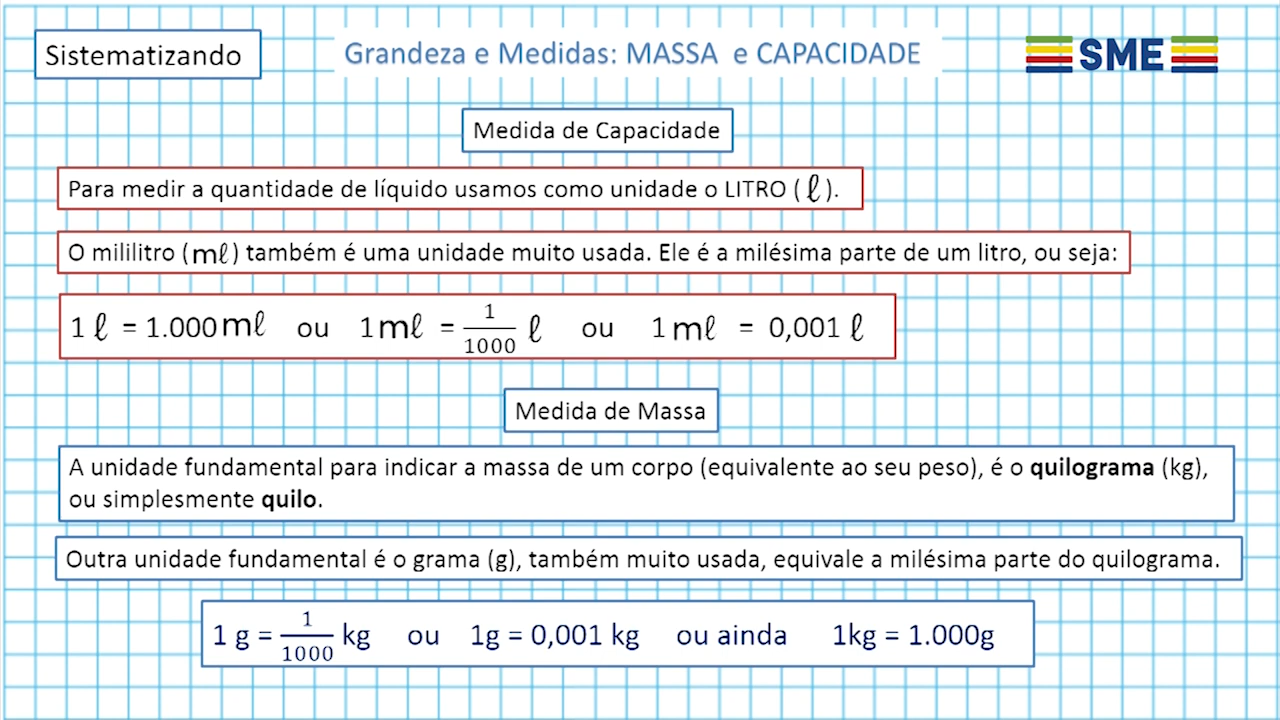 Sistematizando
Grandeza e Medidas: MASSA e CAPACIDADE
SME
Medida de Capacidade
Para medir a quantidade de líquido usamos como unidade o LITRO ( ℓ ).
O mililitro (mℓ) também é uma unidade muito usada. Ele é a milésima parte de um litro, ou seja:
1 ℓ = 1.000 mℓ ou 1 mℓ = 1/1000 ℓ ou 1 mℓ = 0,001 ℓ
Medida de Massa
A unidade fundamental para indicar a massa de um corpo (equivalente ao seu peso), é o quilograma (kg),
ou simplesmente quilo.
Outra unidade fundamental é o grama (g), também muito usada, equivale a milésima parte do quilograma.
1 g = 1/1000 kg ou 1g = 0,001 kg ou ainda 1kg = 1.000g